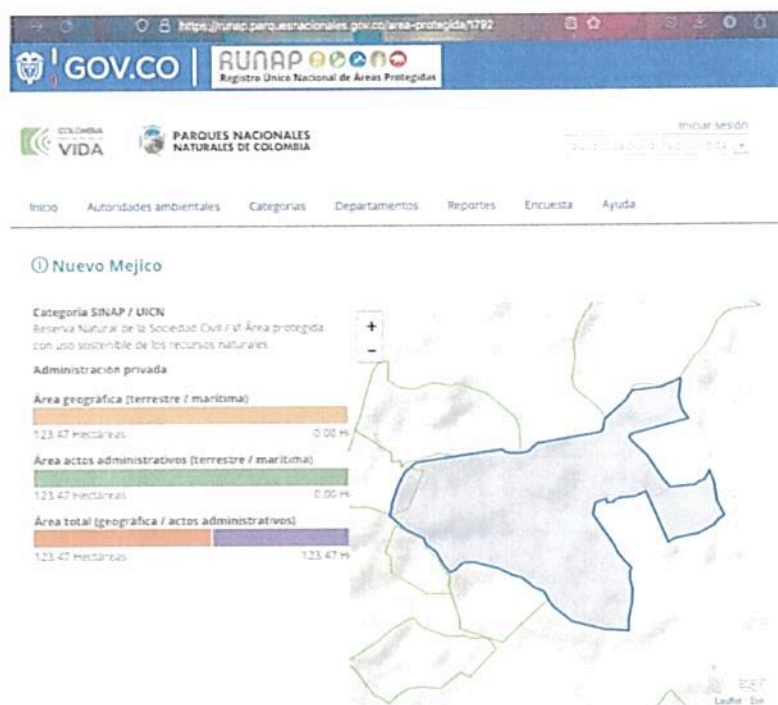 https://runap.parquesnacionales.gov.co/area-protegida/1792
GOV.CO
RUNAP
Registro Único Nacional de Áreas Protegidas
COLOMBIA
VIDA
PARQUES NACIONALES
NATURALES DE COLOMBIA
Iniciar sesión
Inicio Autoridades ambientales Categorías Departamentos Reportes Encuesta Ayuda
Nuevo Mejico
Categoría SINAP / UICN
Reserva Natural de la Sociedad Civil / VI Área protegida
con uso sostenible de los recursos naturales
Administración privada
Área geográfica (terrestre / marítima)
123.47 Hectáreas 0.00 H
Área actos administrativos (terrestre / marítima)
123.47 Hectáreas 0.00 H
Área total (geográfica / actos administrativos)
123.47 Hectáreas 123.47 H
+
−
Leaflet